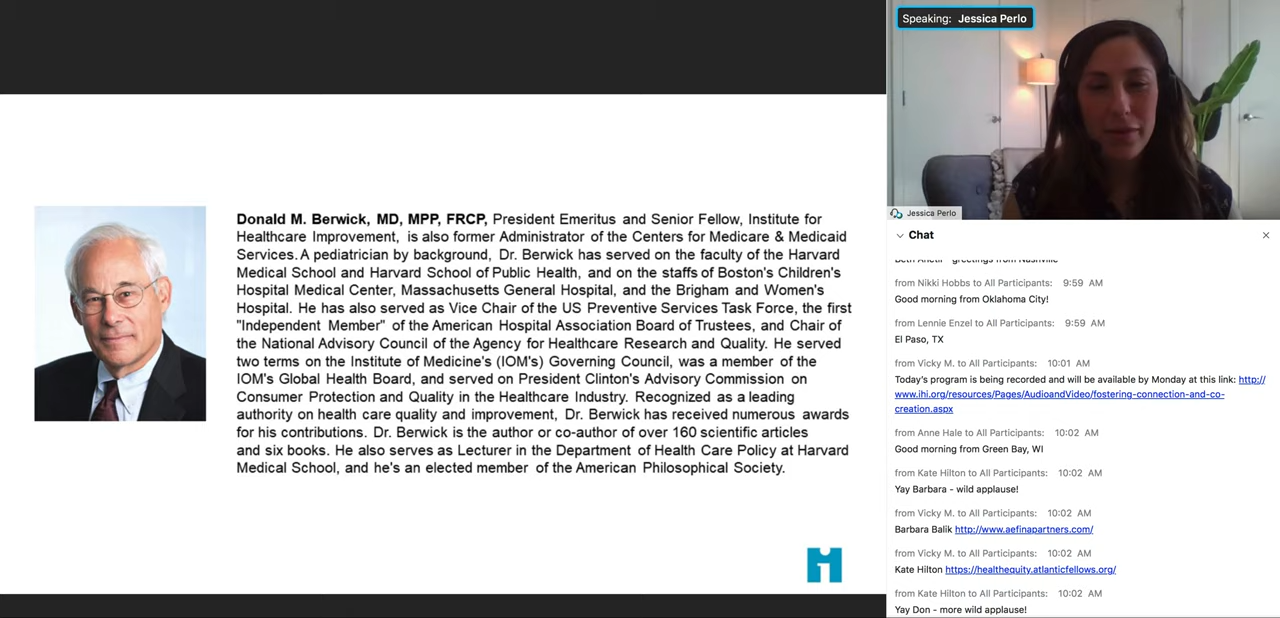 Donald M. Berwick, MD, MPP, FRCP, President Emeritus and Senior Fellow, Institute for
Healthcare Improvement, is also former Administrator of the Centers for Medicare & Medicaid
Services. A pediatrician by background, Dr. Berwick has served on the faculty of the Harvard
Medical School and Harvard School of Public Health, and on the staffs of Boston's Children's
Hospital Medical Center, Massachusetts General Hospital, and the Brigham and Women's
Hospital. He has also served as Vice Chair of the US Preventive Services Task Force, the first
"Independent Member" of the American Hospital Association Board of Trustees, and Chair of
the National Advisory Council of the Agency for Healthcare Research and Quality. He served
two terms on the Institute of Medicine's (IOM's) Governing Council, was a member of the
IOM's Global Health Board, and served on President Clinton's Advisory Commission on
Consumer Protection and Quality in the Healthcare Industry. Recognized as a leading
authority on health care quality and improvement, Dr. Berwick has received numerous awards
for his contributions. Dr. Berwick is the author or co-author of over 160 scientific articles
and six books. He also serves as Lecturer in the Department of Health Care Policy at Harvard
Medical School, and he's an elected member of the American Philosophical Society.
Speaking: Jessica Perlo
Jessica Perlo
Chat
greetings from Nashville
from Nikki Hobbs to All Participants: 9:59 AM
Good morning from Oklahoma City!
from Lennie Enzel to All Participants: 9:59 AM
El Paso, TX
from Vicky M. to All Participants: 10:01 AM
Today's program is being recorded and will be available by Monday at this link: http://
www.ihi.org/resources/Pages/AudioandVideo/fostering-connection-and-co-
creation.aspx
from Anne Hale to All Participants: 10:02 AM
Good morning from Green Bay, WI
from Kate Hilton to All Participants: 10:02 AM
Yay Barbara - wild applause!
from Vicky M. to All Participants: 10:02 AM
Barbara Balik http://www.aefinapartners.com/
from Vicky M. to All Participants: 10:02 AM
Kate Hilton https://healthequity.atlanticfellows.org/
from Kate Hilton to All Participants: 10:02 AM
Yay Don - more wild applause!